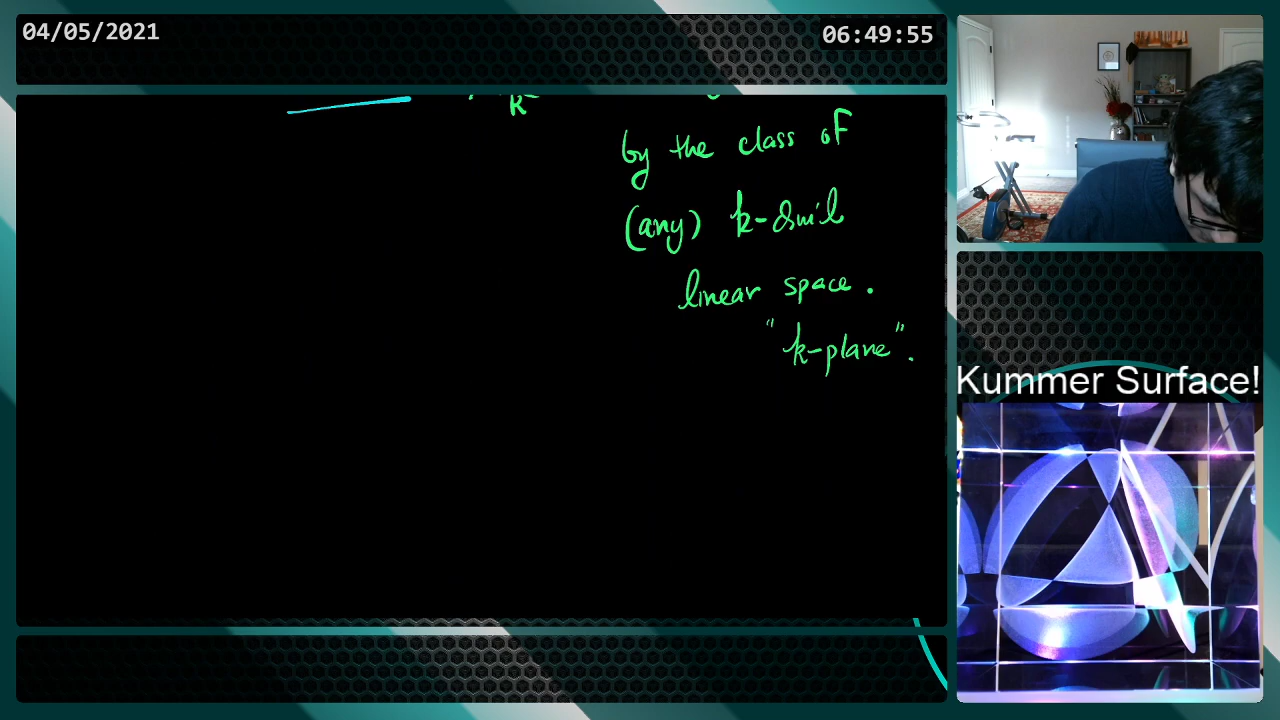 04/05/2021
06:49:55
k
by the class of
(any) k-dim'l
linear space.
"k-plane".
Kummer Surface!